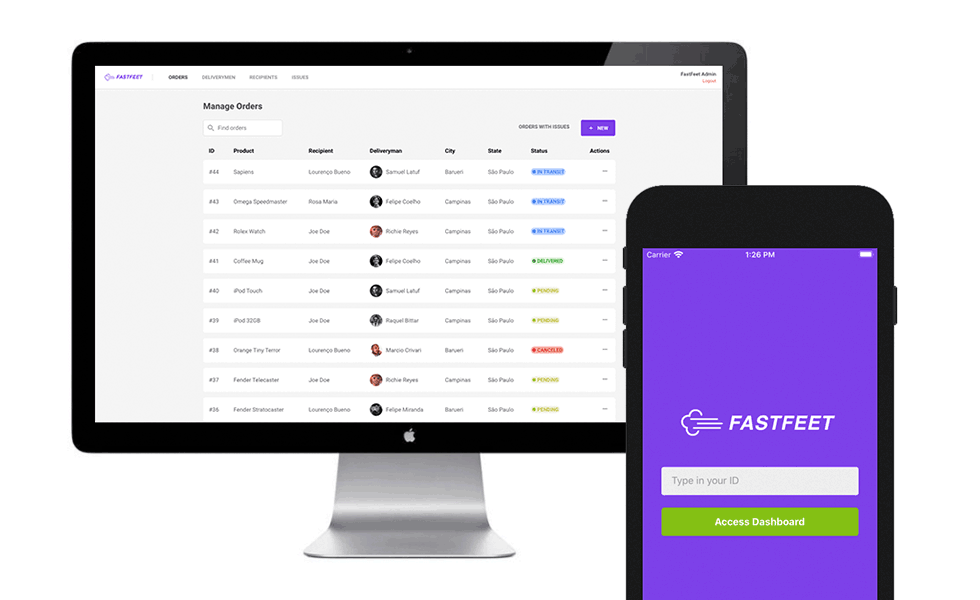 FASTFEET ORDERS DELIVERYMEN RECIPIENTS ISSUES FastFeet Admin
Logout
Manage Orders
Find orders ORDERS WITH ISSUES + NEW
ID Product Recipient Deliveryman City State Status Actions
#44 Sapiens Lourenço Bueno Samuel Latuf Barueri São Paulo IN TRANSIT ...
#43 Omega Speedmaster Rosa Maria Felipe Coelho Campinas São Paulo IN TRANSIT ...
#42 Rolex Watch Joe Doe Richie Reyes Campinas São Paulo IN TRANSIT ...
#41 Coffee Mug Joe Doe Felipe Coelho Campinas São Paulo DELIVERED ...
#40 iPod Touch Joe Doe Samuel Latuf Campinas São Paulo PENDING ...
#39 iPod 32GB Joe Doe Raquel Bittar Campinas São Paulo PENDING ...
#38 Orange Tiny Terror Lourenço Bueno Marcio Crivari Barueri São Paulo CANCELED ...
#37 Fender Telecaster Joe Doe Richie Reyes Campinas São Paulo PENDING ...
#36 Fender Stratocaster Lourenço Bueno Felipe Miranda Barueri São Paulo PENDING ...
Carrier 1:26 PM
FASTFEET
Type in your ID
Access Dashboard